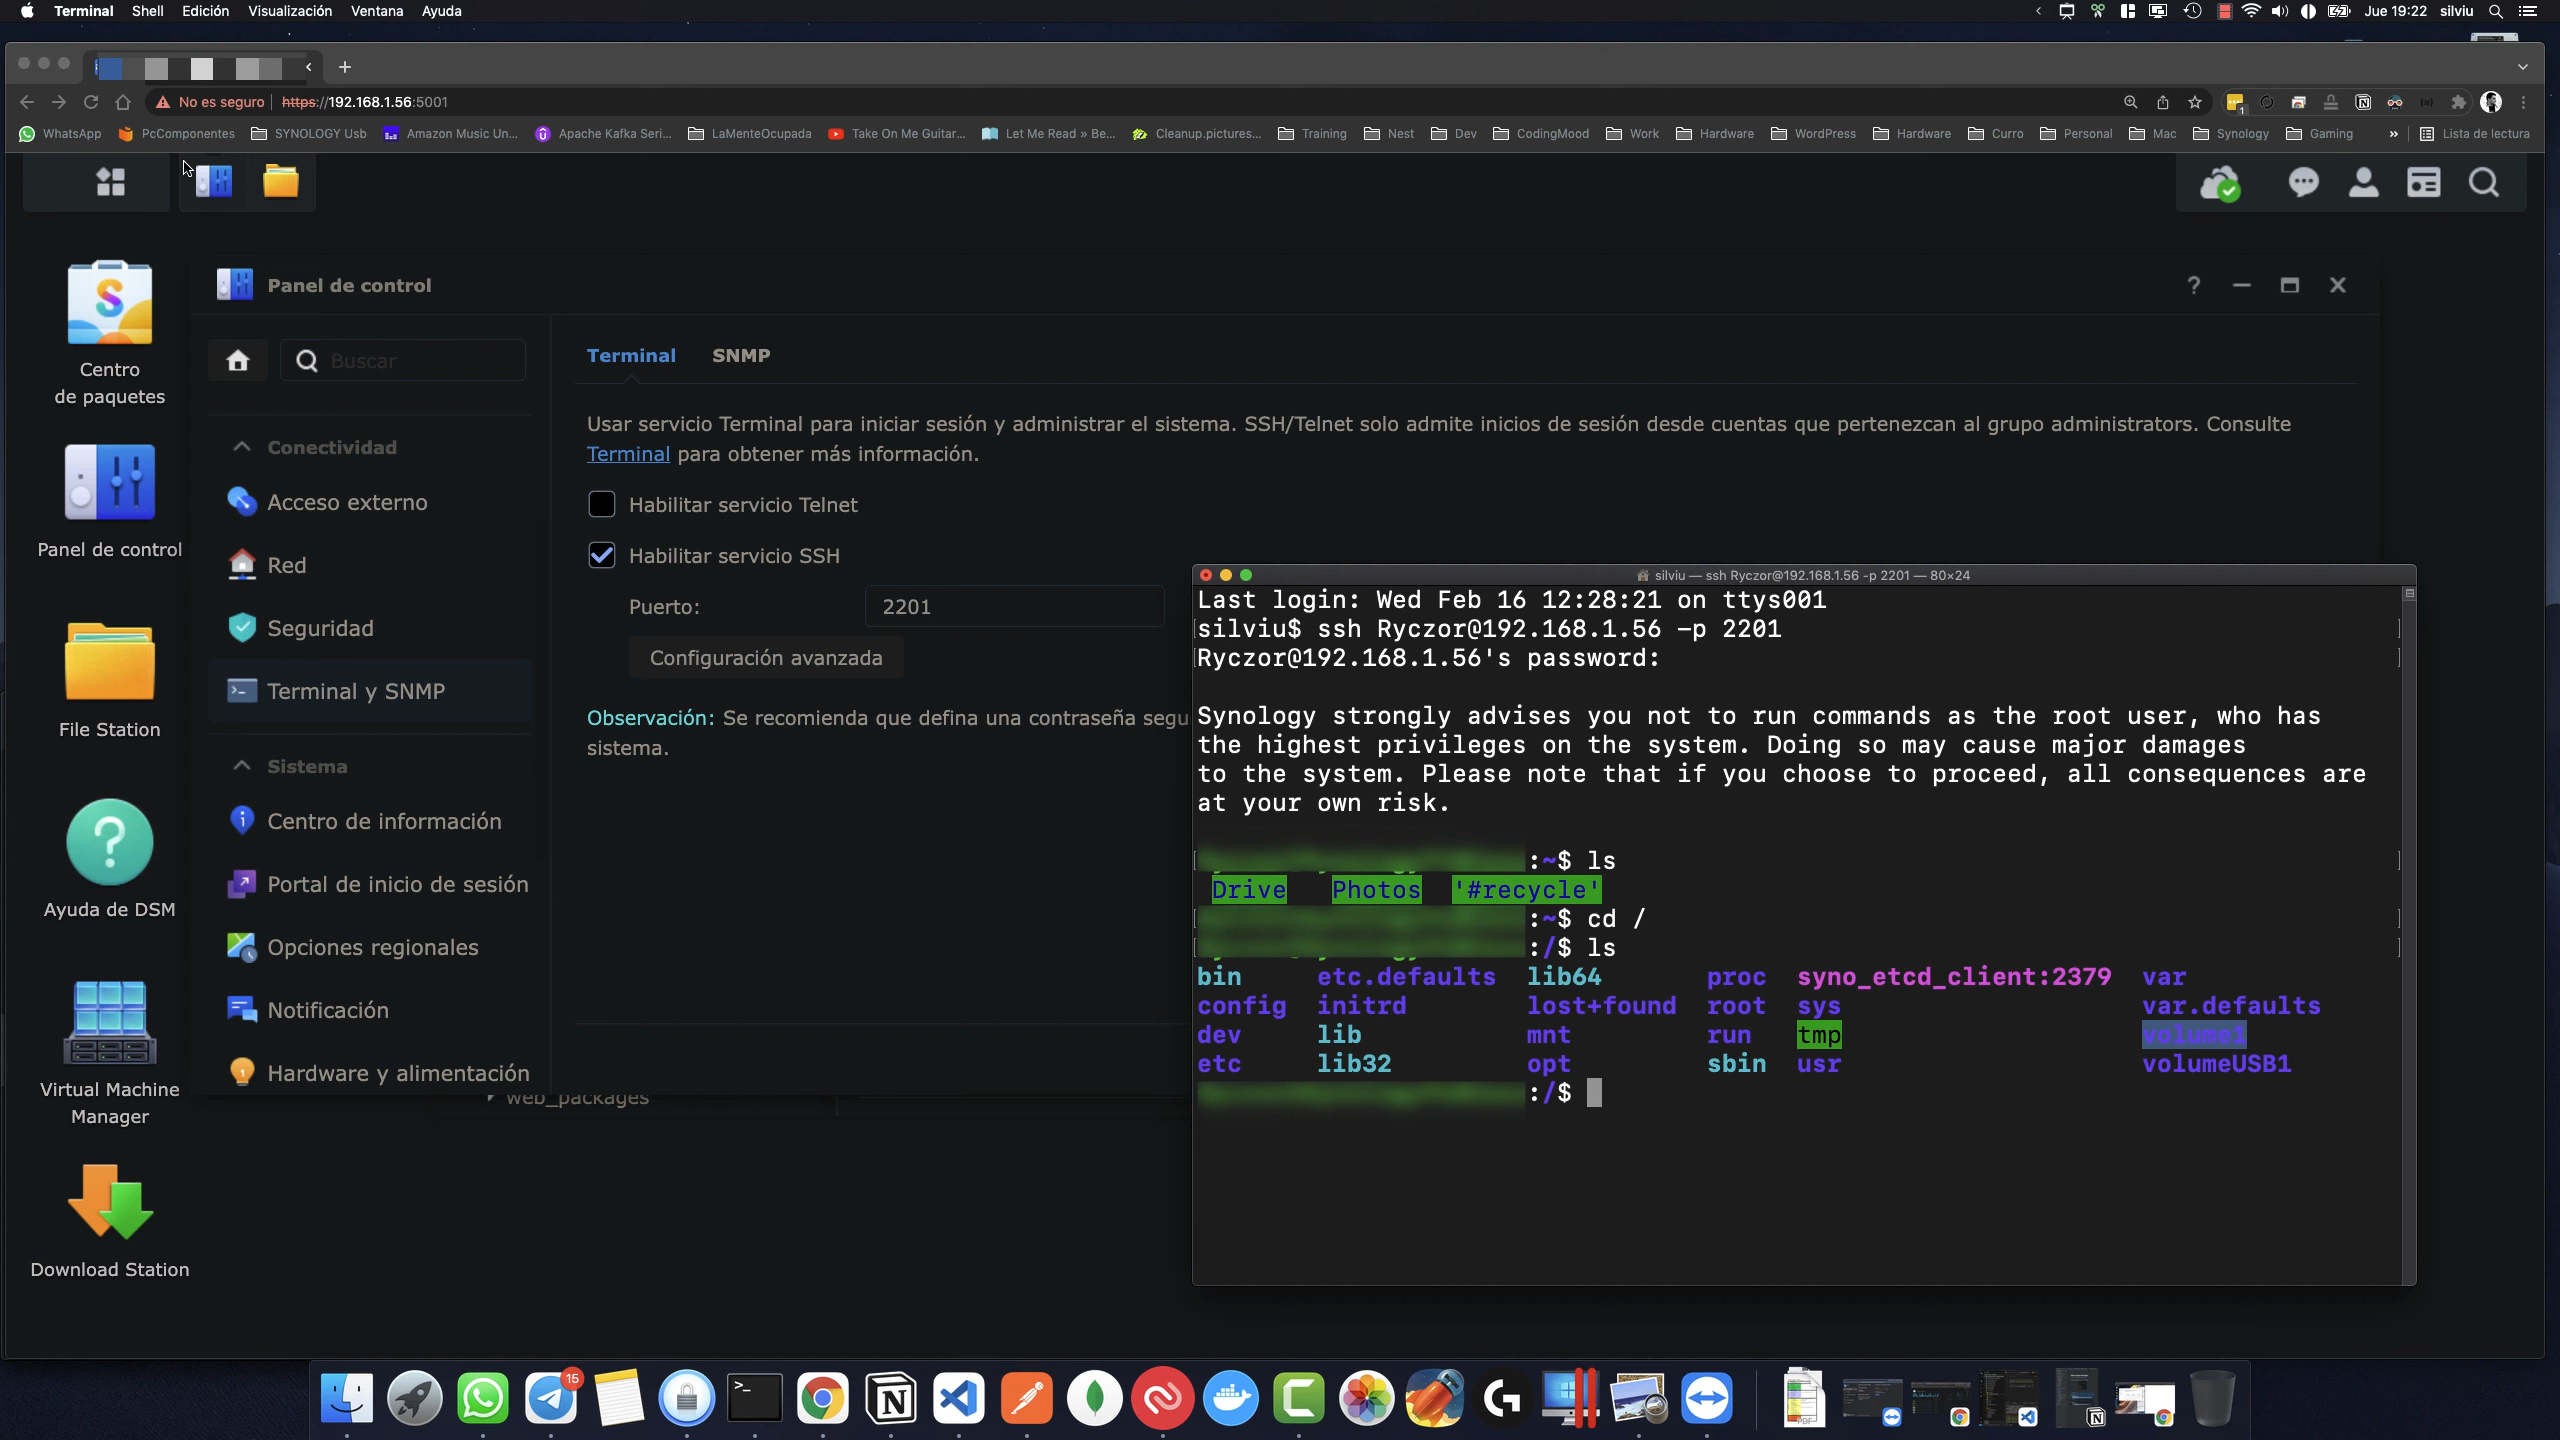 Terminal Shell Edición Visualización Ventana Ayuda
Jue 19:22 silviu
No es seguro https://192.168.1.56:5001
WhatsApp PcComponentes SYNOLOGY Usb Amazon Music Un... Apache Kafka Seri... LaMenteOcupada Take On Me Guitar... Let Me Read » Be... Cleanup.pictures... Training Nest Dev CodingMood Work Hardware WordPress Hardware Curro Personal Mac Synology Gaming » Lista de lectura
Centro
de paquetes
Panel de control
File Station
Ayuda de DSM
Virtual Machine
Manager
Download Station
Panel de control
Buscar
Conectividad
Acceso externo
Red
Seguridad
Terminal y SNMP
Sistema
Centro de información
Portal de inicio de sesión
Opciones regionales
Notificación
Hardware y alimentación
web_packages
Terminal SNMP
Usar servicio Terminal para iniciar sesión y administrar el sistema. SSH/Telnet solo admite inicios de sesión desde cuentas que pertenezcan al grupo administrators. Consulte
Terminal para obtener más información.
Habilitar servicio Telnet
Habilitar servicio SSH
Puerto: 2201
Configuración avanzada
Observación: Se recomienda que defina una contraseña segu
sistema.
silviu — ssh Ryczor@192.168.1.56 -p 2201 — 80×24
Last login: Wed Feb 16 12:28:21 on ttys001
silviu$ ssh Ryczor@192.168.1.56 -p 2201
Ryczor@192.168.1.56's password:
Synology strongly advises you not to run commands as the root user, who has
the highest privileges on the system. Doing so may cause major damages
to the system. Please note that if you choose to proceed, all consequences are
at your own risk.
:~$ ls
Drive Photos '#recycle'
:~$ cd /
:/$ ls
bin etc.defaults lib64 proc syno_etcd_client:2379 var
config initrd lost+found root sys var.defaults
dev lib mnt run tmp volume1
etc lib32 opt sbin usr volumeUSB1
:/$
15